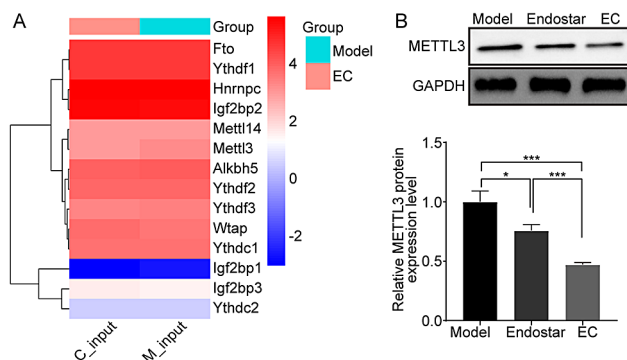 A
Group
Group
Model
EC
4
2
0
-2
Fto
Ythdf1
Hnrnpc
Igf2bp2
Mettl14
Mettl3
Alkbh5
Ythdf2
Ythdf3
Wtap
Ythdc1
Igf2bp1
Igf2bp3
Ythdc2
C_input
M_input
B
Model Endostar EC
METTL3
GAPDH
Relative METTL3 protein
expression level
1.5
1.0
0.5
0.0
***
* ***
Model Endostar EC